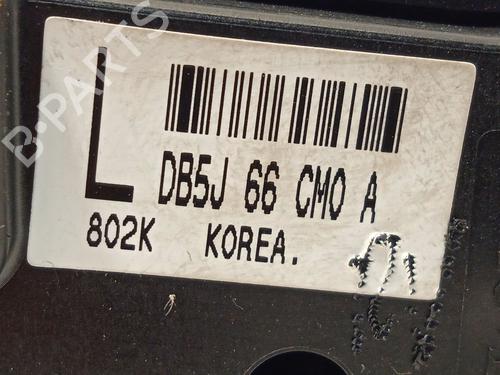 B-PARTS
L
DB5J 66 CM0 A
802K KOREA.